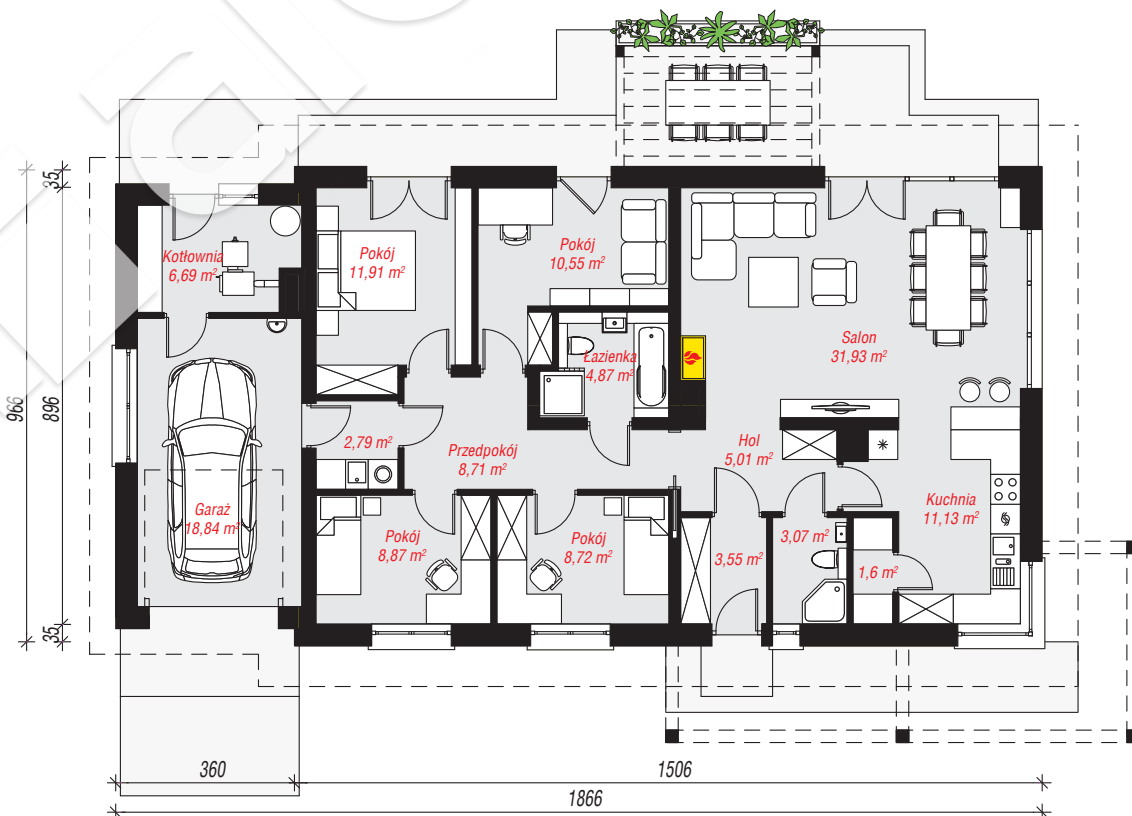 Kotłownia
6,69 m²
Pokój
11,91 m²
Pokój
10,55 m²
Łazienka
4,87 m²
Salon
31,93 m²
2,79 m²
Przedpokój
8,71 m²
Hol
5,01 m²
Garaż
18,84 m²
Pokój
8,87 m²
Pokój
8,72 m²
3,55 m²
3,07 m²
1,6 m²
Kuchnia
11,13 m²
35
966
896
35
360
1506
1866